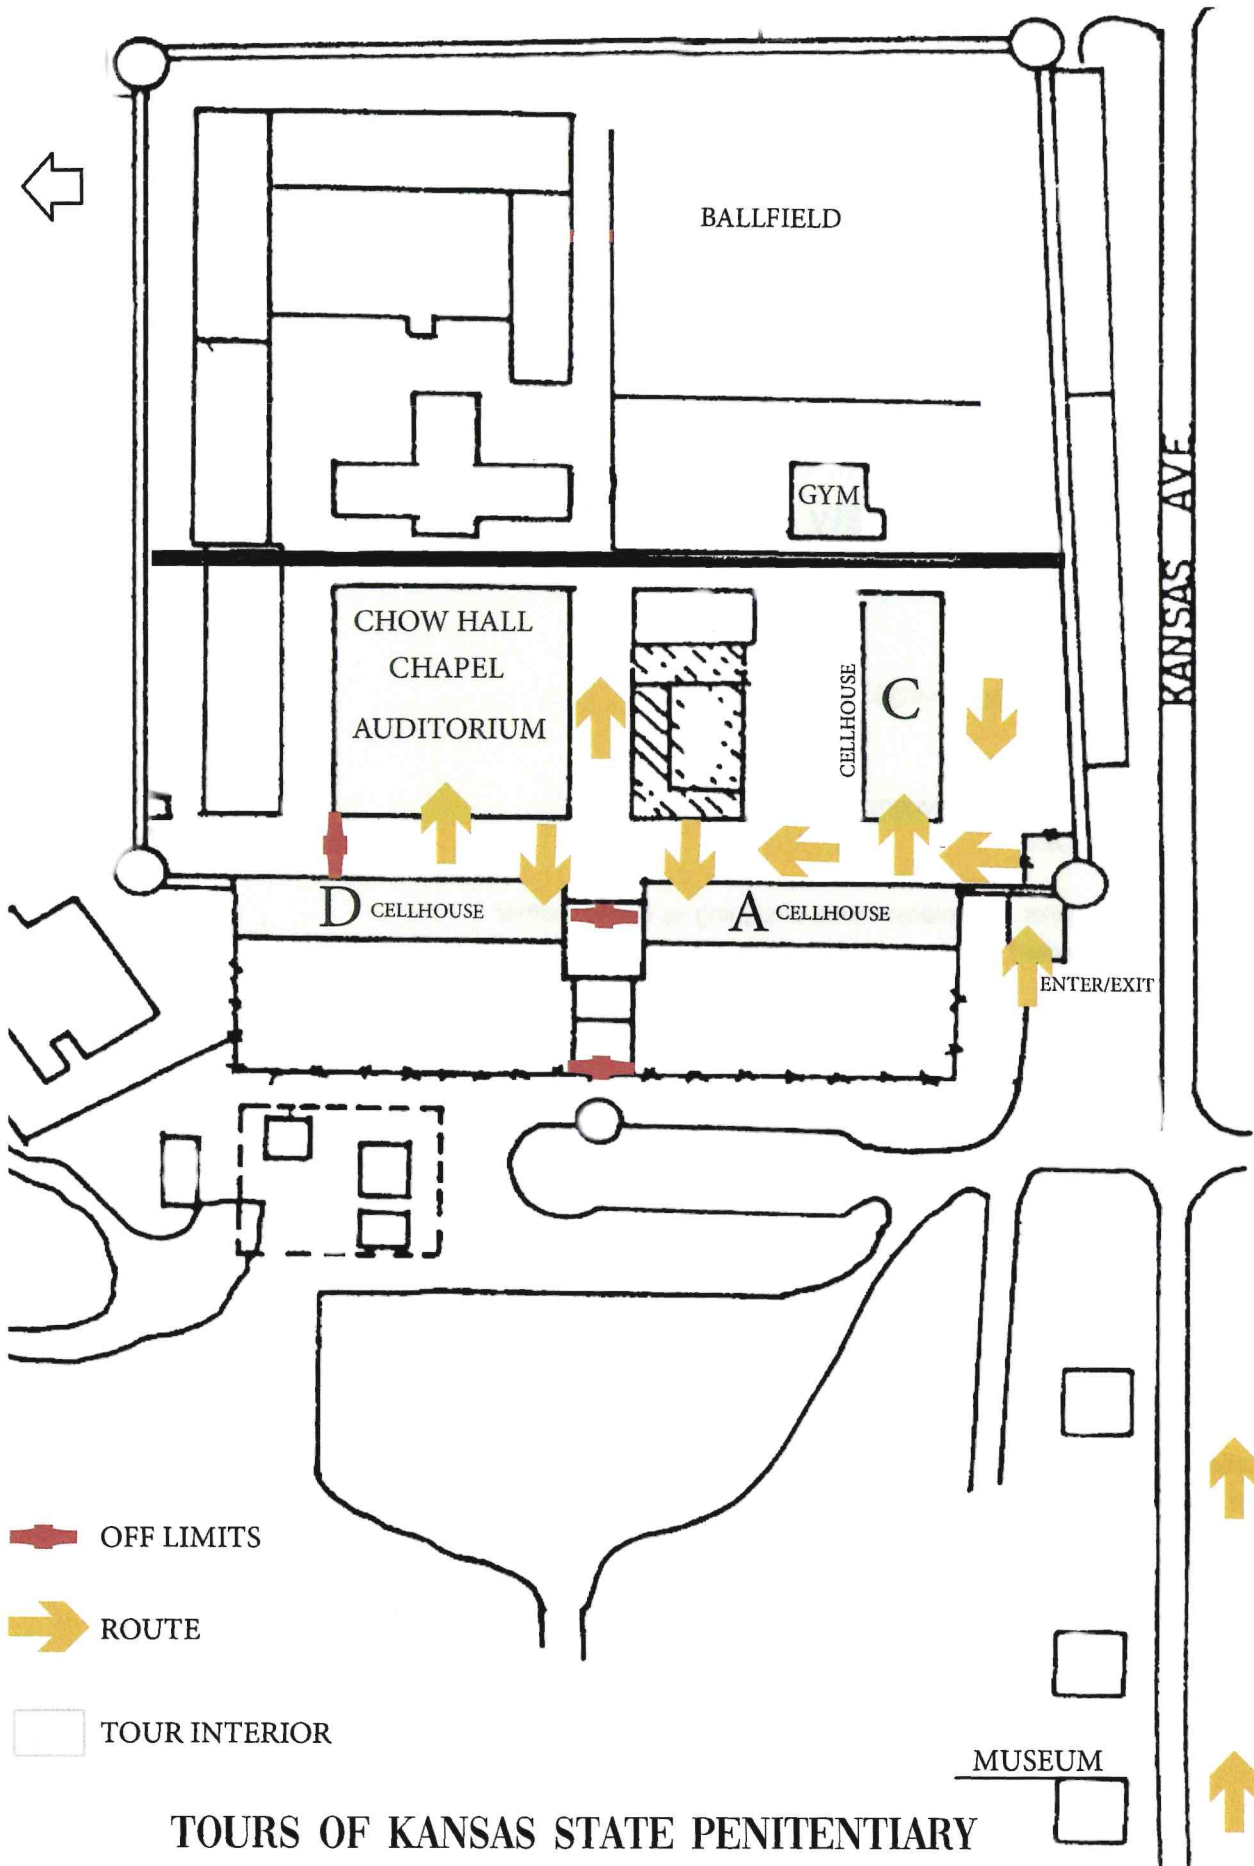 BALLFIELD
GYM
KANSAS AVE
CHOW HALL
CHAPEL
AUDITORIUM
CELLHOUSE
C
D CELLHOUSE
A CELLHOUSE
ENTER/EXIT
OFF LIMITS
ROUTE
TOUR INTERIOR
MUSEUM
TOURS OF KANSAS STATE PENITENTIARY